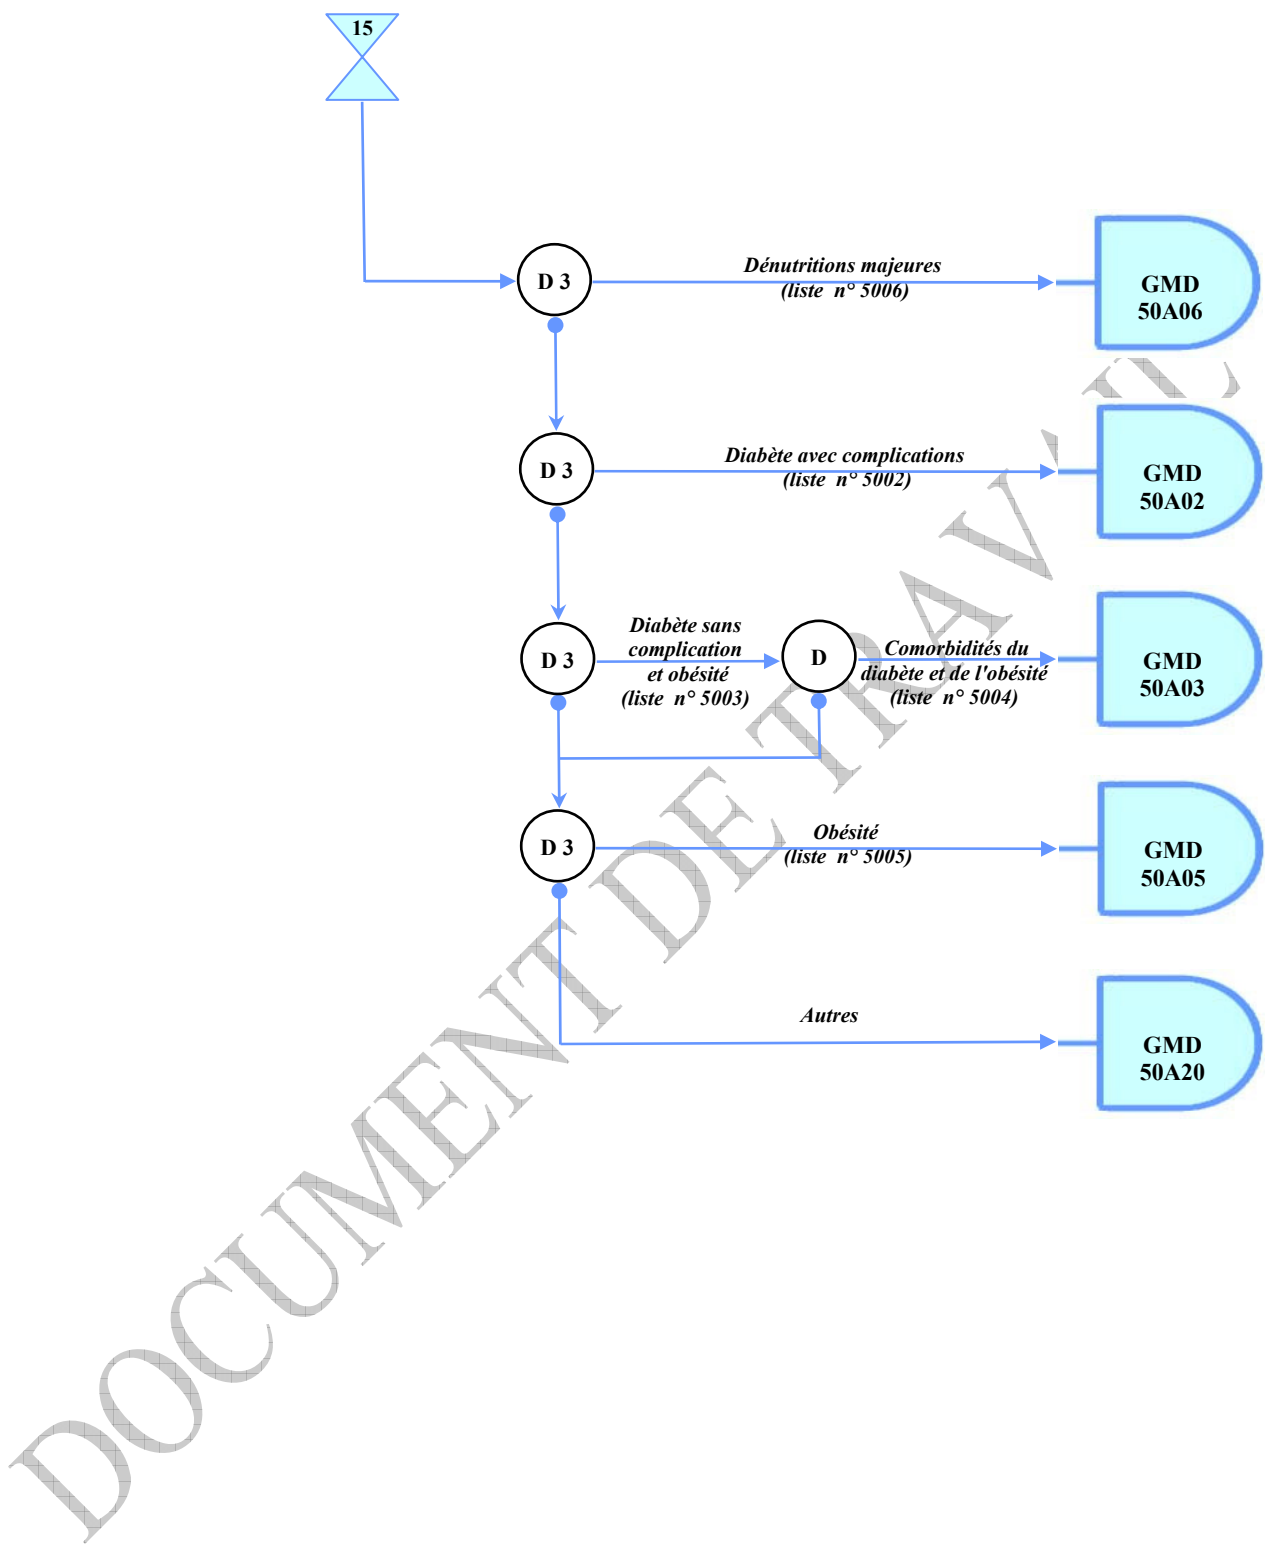 15
D 3
Dénutritions majeures
(liste n° 5006)
GMD
50A06
D 3
Diabète avec complications
(liste n° 5002)
GMD
50A02
D 3
Diabète sans
complication
et obésité
(liste n° 5003)
D
Comorbidités du
diabète et de l'obésité
(liste n° 5004)
GMD
50A03
D 3
Obésité
(liste n° 5005)
GMD
50A05
Autres
GMD
50A20
DOCUMENT DE TRAVAIL